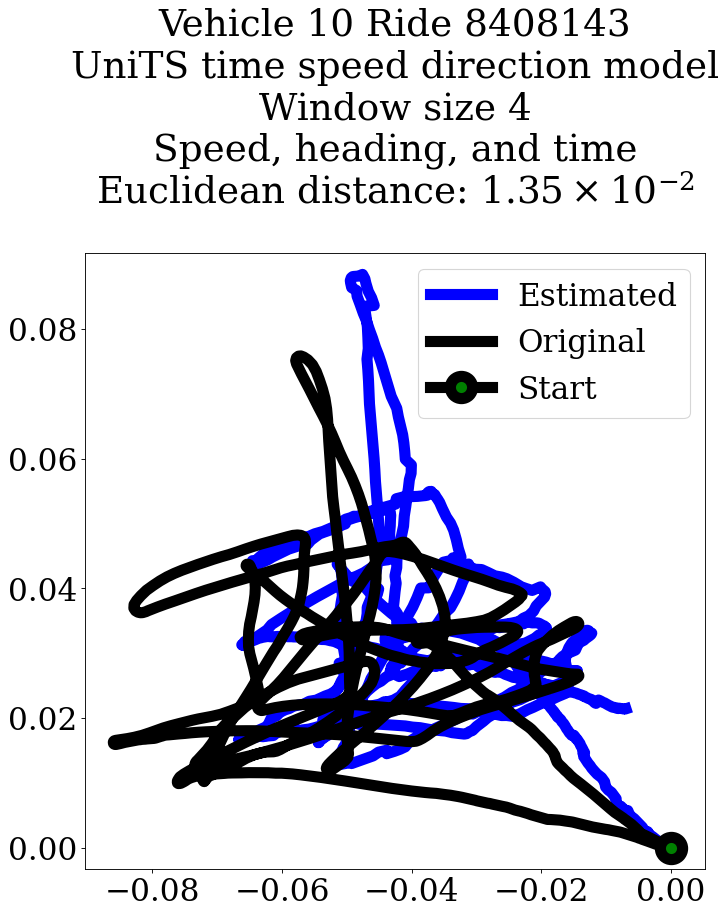 Vehicle 10 Ride 8408143
UniTS time speed direction model
Window size 4
Speed, heading, and time
Euclidean distance: 1.35 × 10⁻²
Estimated
Original
Start
0.08
0.06
0.04
0.02
0.00
−0.08 −0.06 −0.04 −0.02 0.00